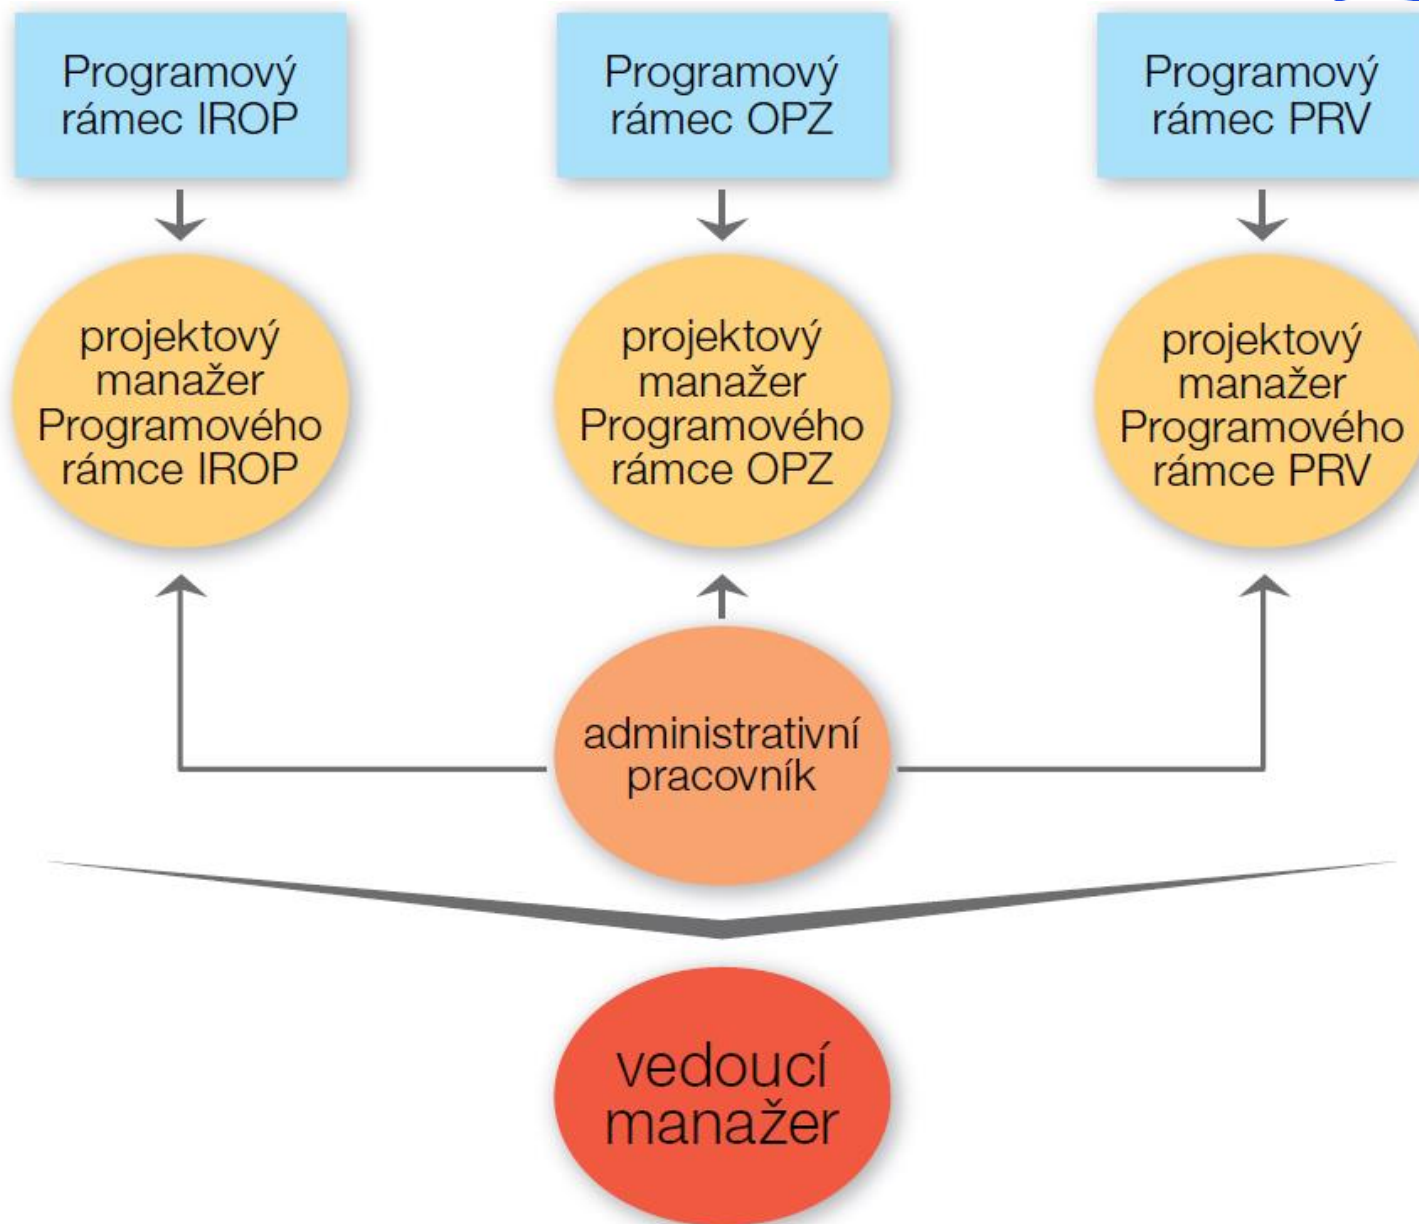 Programový
rámec IROP
Programový
rámec OPZ
Programový
rámec PRV
projektový
manažer
Programového
rámce IROP
projektový
manažer
Programového
rámce OPZ
projektový
manažer
Programového
rámce PRV
administrativní
pracovník
vedoucí
manažer